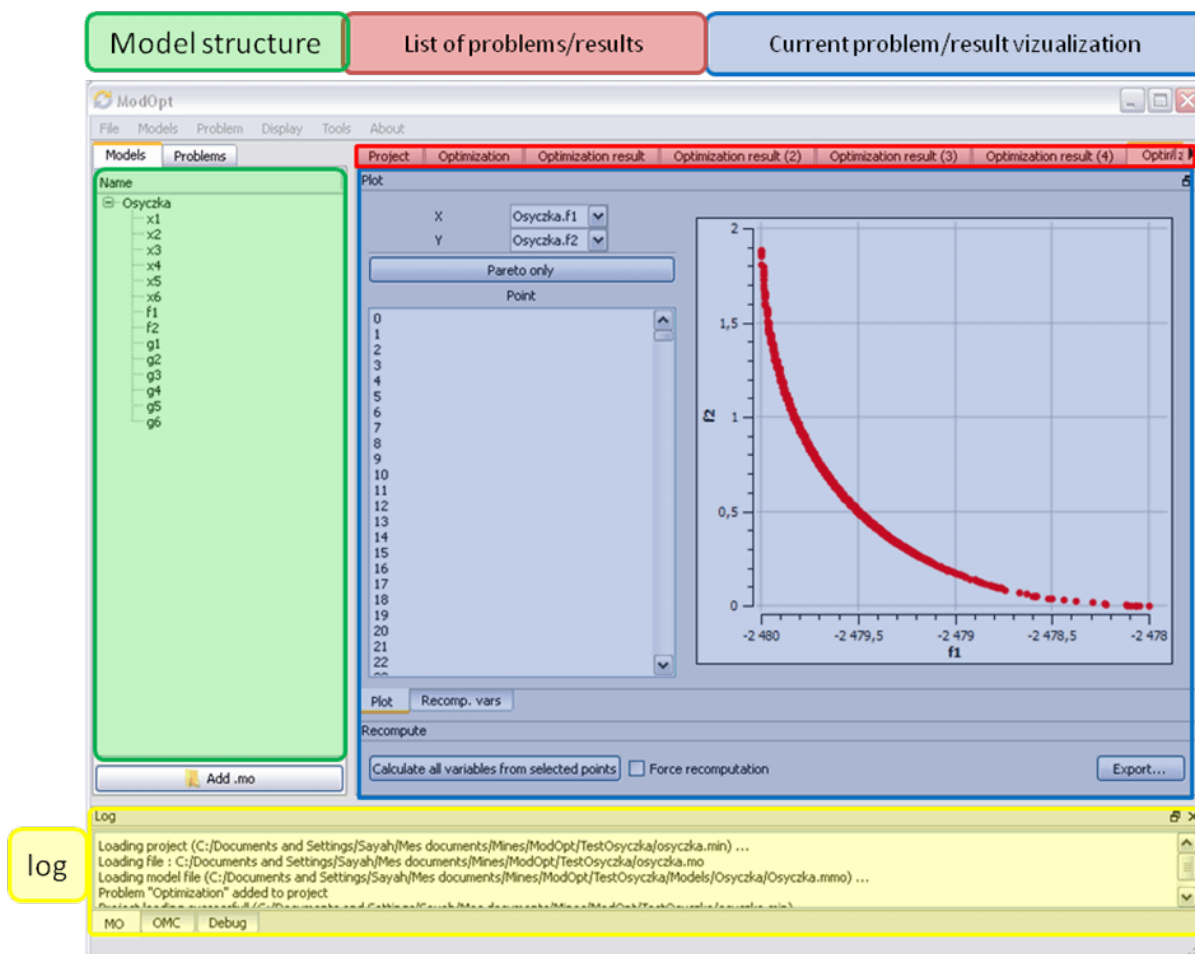 Model structure
List of problems/results
Current problem/result vizualization
ModOpt
File Models Problem Display Tools About
Models Problems
Project Optimization Optimization result Optimization result (2) Optimization result (3) Optimization result (4)
Name
Osyczka
x1
x2
x3
x4
x5
x6
f1
f2
g1
g2
g3
g4
g5
g6
Add .mo
Plot
X Osyczka.f1
Y Osyczka.f2
Pareto only
Point
0
1
2
3
4
5
6
7
8
9
10
11
12
13
14
15
16
17
18
19
20
21
22
2
1,5
1
0,5
0
f2
-2 480 -2 479,5 -2 479 -2 478,5 -2 478
f1
Plot Recomp. vars
Recompute
Calculate all variables from selected points Force recomputation Export...
log
Log
Loading project (C:/Documents and Settings/Sayah/Mes documents/Mines/ModOpt/TestOsyczka/osyczka.min) ...
Loading file : C:/Documents and Settings/Sayah/Mes documents/Mines/ModOpt/TestOsyczka/osyczka.mo
Loading model file (C:/Documents and Settings/Sayah/Mes documents/Mines/ModOpt/TestOsyczka/Models/Osyczka/Osyczka.mmo) ...
Problem "Optimization" added to project
MO OMC Debug